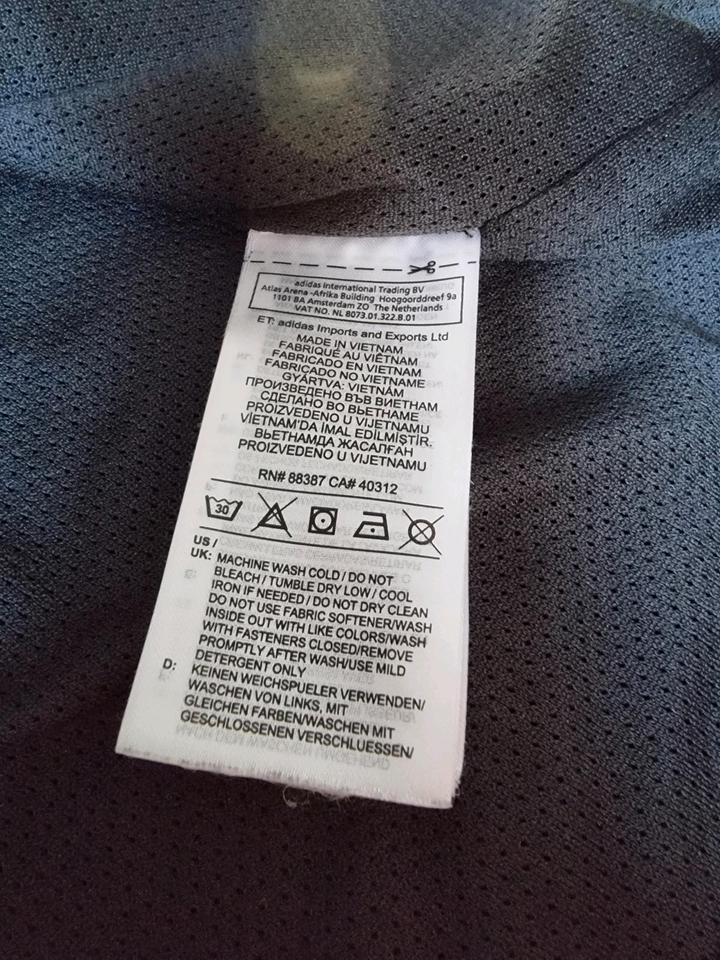 adidas International Trading BV
Atlas Arena -Afrika Building Hoogoorddreef 9a
1101 BA Amsterdam ZO The Netherlands
VAT NO. NL 8073.01.322.B.01
ET: adidas Imports and Exports Ltd
MADE IN VIETNAM
FABRIQUÉ AU VIÊTNAM
FABRICADO EN VIETNAM
FABRICADO NO VIETNAME
GYÁRTVA: VIETNÁM
ПРОИЗВЕДЕНО ВЪВ ВИЕТНАМ
СДЕЛАНО ВО ВЬЕТНАМЕ
PROIZVEDENO U VIJETNAMU
VİETNAM'DA İMAL EDİLMİŞTİR.
ВЬЕТНАМДА ЖАСАЛҒАН
PROIZVEDENO U VIJETNAMU
RN# 88387 CA# 40312
30
US /
UK: MACHINE WASH COLD / DO NOT
BLEACH / TUMBLE DRY LOW / COOL
IRON IF NEEDED / DO NOT DRY CLEAN
DO NOT USE FABRIC SOFTENER/WASH
INSIDE OUT WITH LIKE COLORS/WASH
WITH FASTENERS CLOSED/REMOVE
PROMPTLY AFTER WASH/USE MILD
DETERGENT ONLY
D: KEINEN WEICHSPUELER VERWENDEN/
WASCHEN VON LINKS, MIT
GLEICHEN FARBEN/WASCHEN MIT
GESCHLOSSENEN VERSCHLUESSEN/